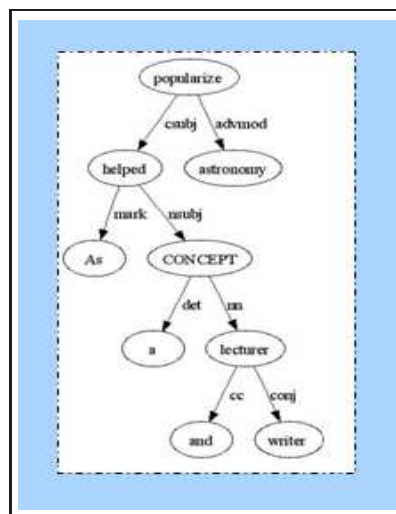 popularize
csubj advmod
helped astronomy
mark nsubj
As CONCEPT
det nn
a lecturer
cc conj
and writer